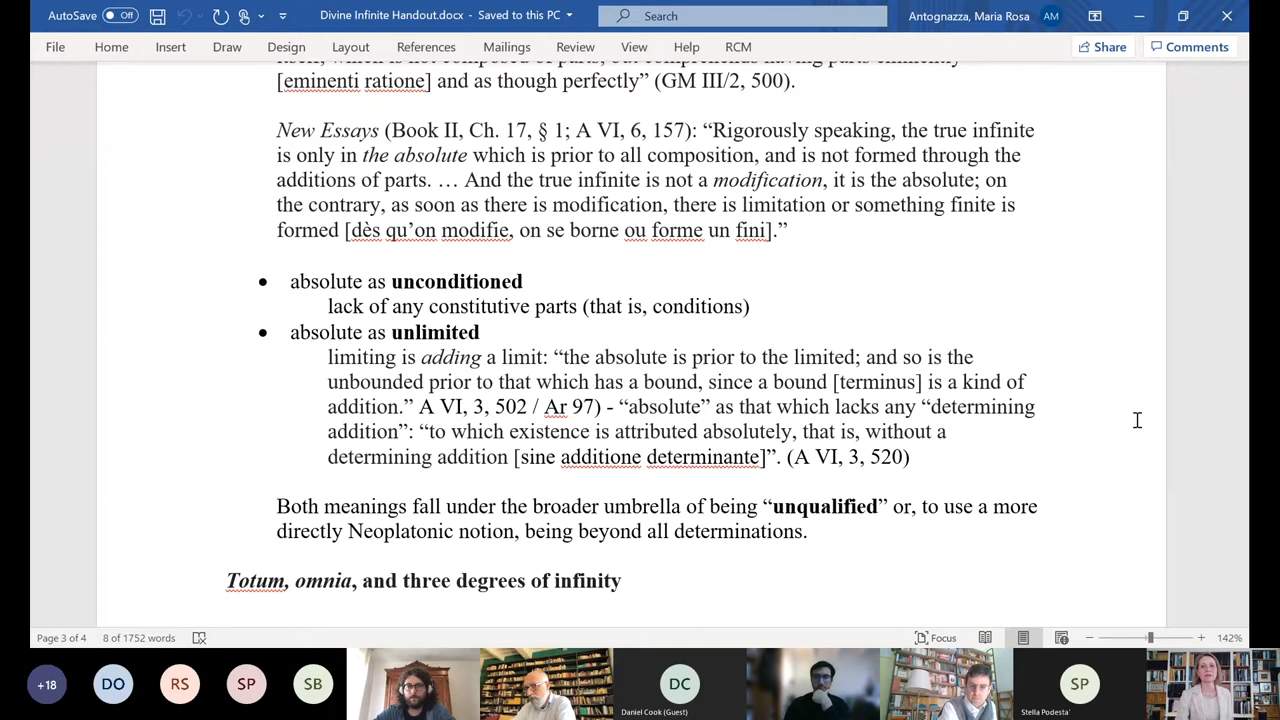 AutoSave Off Divine Infinite Handout.docx - Saved to this PC Search Antognazza, Maria Rosa AM
File Home Insert Draw Design Layout References Mailings Review View Help RCM Share Comments
itself, which is not composed of parts, but comprehends having parts eminently
[eminenti ratione] and as though perfectly” (GM III/2, 500).
New Essays (Book II, Ch. 17, § 1; A VI, 6, 157): “Rigorously speaking, the true infinite
is only in the absolute which is prior to all composition, and is not formed through the
additions of parts. … And the true infinite is not a modification, it is the absolute; on
the contrary, as soon as there is modification, there is limitation or something finite is
formed [dès qu’on modifie, on se borne ou forme un fini].”
• absolute as unconditioned
lack of any constitutive parts (that is, conditions)
• absolute as unlimited
limiting is adding a limit: “the absolute is prior to the limited; and so is the
unbounded prior to that which has a bound, since a bound [terminus] is a kind of
addition.” A VI, 3, 502 / Ar 97) - “absolute” as that which lacks any “determining
addition”: “to which existence is attributed absolutely, that is, without a
determining addition [sine additione determinante]”. (A VI, 3, 520)
Both meanings fall under the broader umbrella of being “unqualified” or, to use a more
directly Neoplatonic notion, being beyond all determinations.
Totum, omnia, and three degrees of infinity
Page 3 of 4 8 of 1752 words Focus 142%
+18 DO RS SP SB DC SP
Daniel Cook (Guest) Stella Podesta'